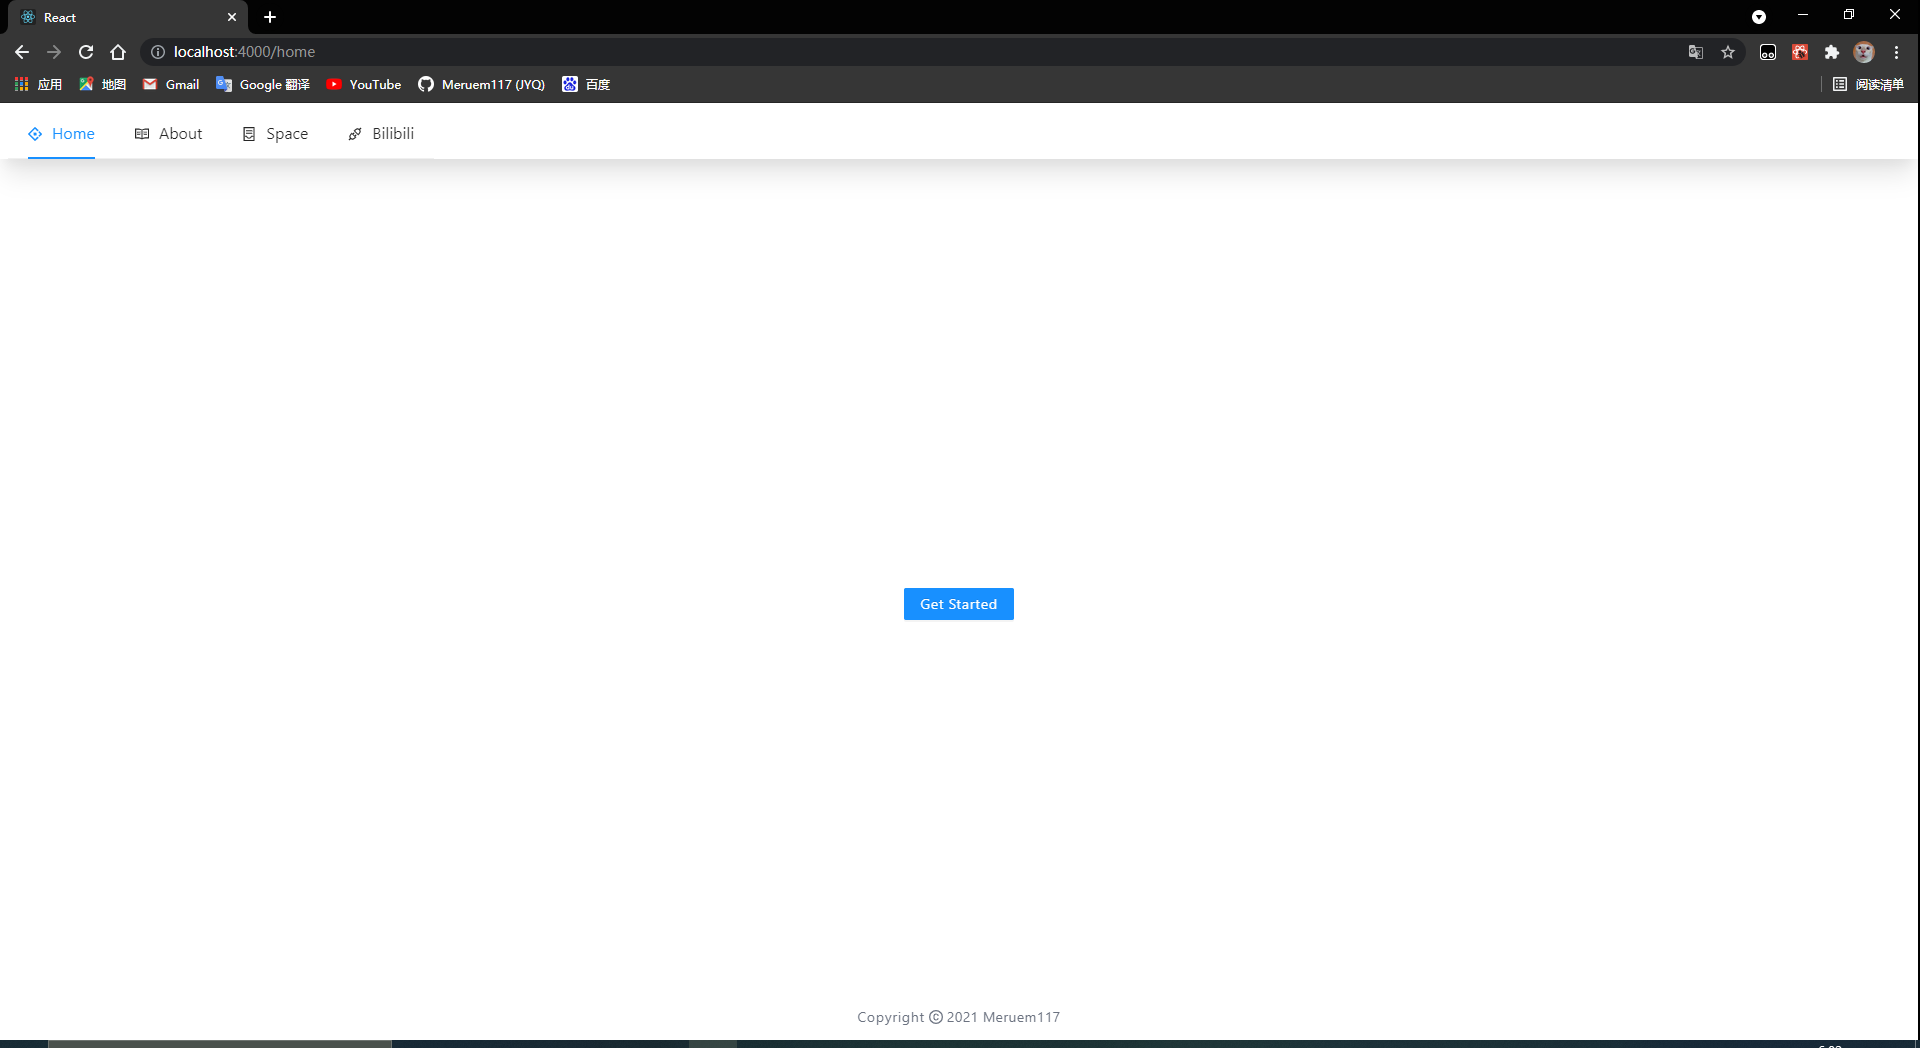 React
localhost:4000/home
应用 地图 Gmail Google 翻译 YouTube Meruem117 (JYQ) 百度 阅读清单
Home About Space Bilibili
Get Started
Copyright © 2021 Meruem117